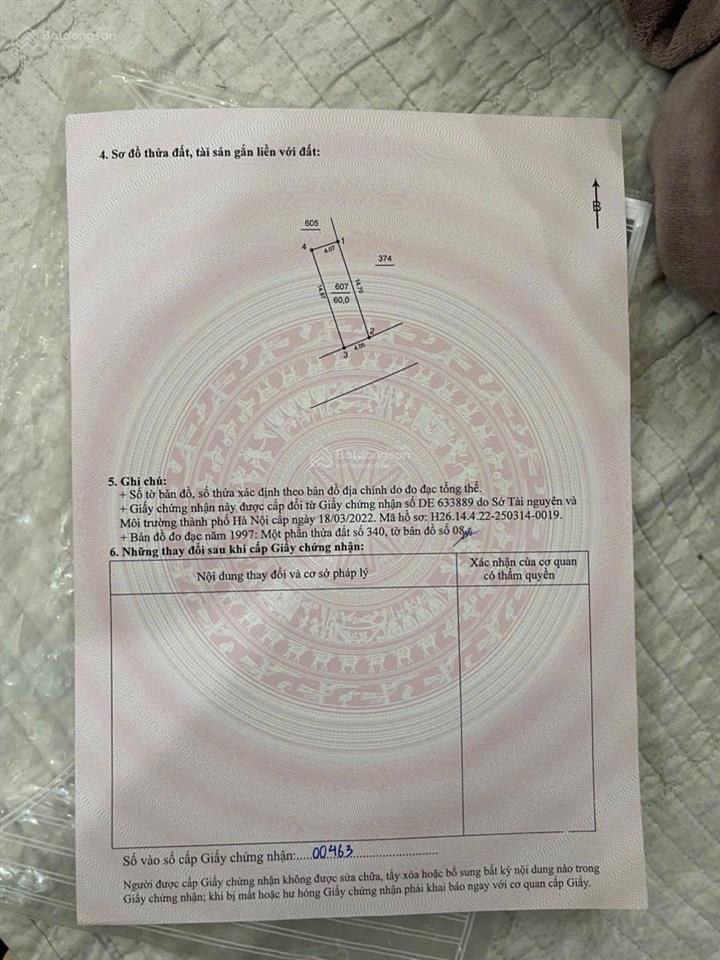 Batdongsan
4. Sơ đồ thửa đất, tài sản gắn liền với đất:
B
605
4
1
4.07
374
14.97
607
60,0
14.70
2
4.05
3
Batdongsan
5. Ghi chú:
+ Số tờ bản đồ, số thửa xác định theo bản đồ địa chính do đo đạc tổng thể.
+ Giấy chứng nhận này được cấp đổi từ Giấy chứng nhận số DE 633889 do Sở Tài nguyên và
Môi trường thành phố Hà Nội cấp ngày 18/03/2022. Mã hồ sơ: H26.14.4.22-250314-0019.
+ Bản đồ đo đạc năm 1997: Một phần thửa đất số 340, tờ bản đồ số 08
6. Những thay đổi sau khi cấp Giấy chứng nhận:
Nội dung thay đổi và cơ sở pháp lý
Xác nhận của cơ quan
có thẩm quyền
Số vào sổ cấp Giấy chứng nhận:.....00463..........................
Người được cấp Giấy chứng nhận không được sửa chữa, tẩy xóa hoặc bổ sung bất kỳ nội dung nào trong
Giấy chứng nhận; khi bị mất hoặc hư hỏng Giấy chứng nhận phải khai báo ngay với cơ quan cấp Giấy.